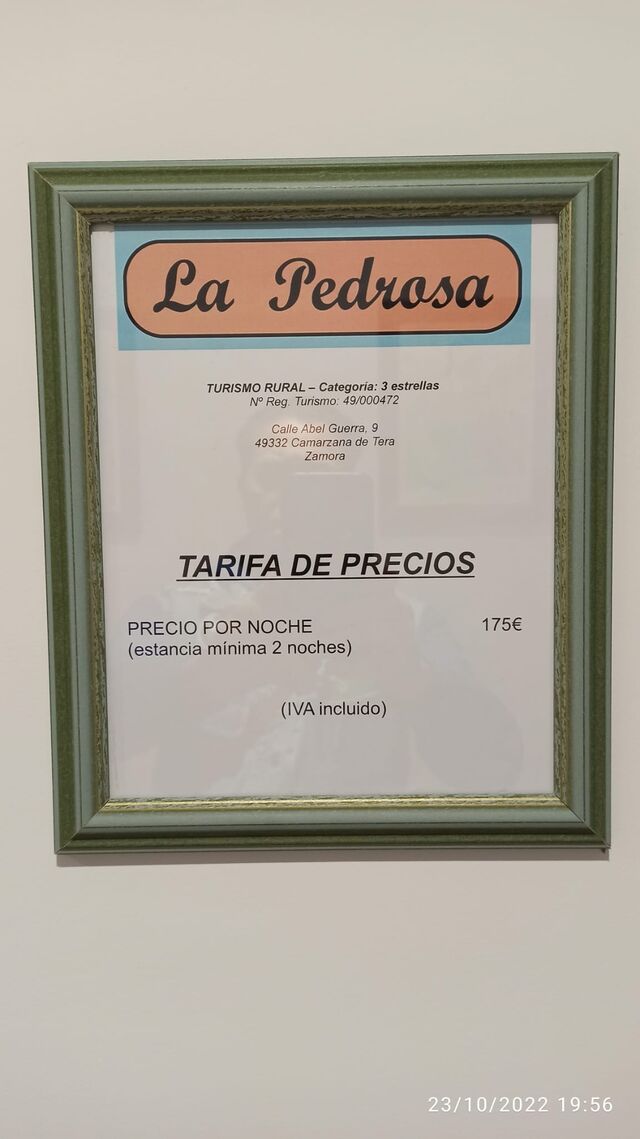 La Pedrosa
TURISMO RURAL – Categoría: 3 estrellas
Nº Reg. Turismo: 49/000472
Calle Abel Guerra, 9
49332 Camarzana de Tera
Zamora
TARIFA DE PRECIOS
PRECIO POR NOCHE 175€
(estancia mínima 2 noches)
(IVA incluido)
23/10/2022 19:56